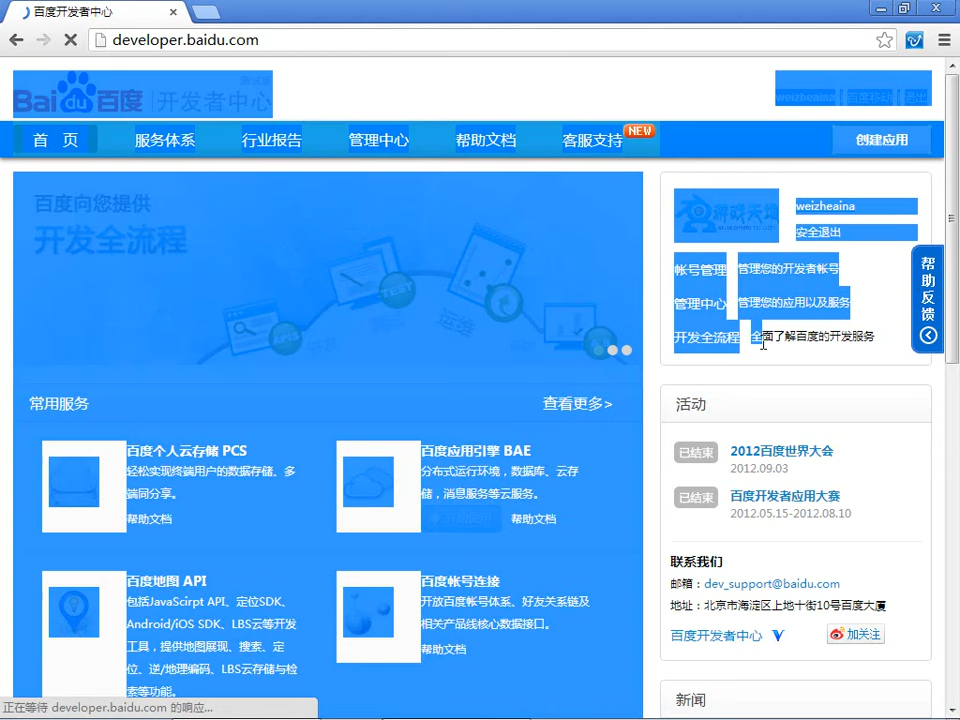 百度开发者中心
developer.baidu.com
Bai du 百度 开发者中心
测试版
weizheaina | 百度移动 | 退出
首 页 服务体系 行业报告 管理中心 帮助文档 客服支持 NEW 创建应用
百度向您提供
开发全流程
TEST
运维
APIS
游戏天地
weizheaina
安全退出
帐号管理 管理您的开发者帐号
管理中心 管理您的应用以及服务
开发全流程 全面了解百度的开发服务
帮助反馈
常用服务 查看更多>
百度个人云存储 PCS
轻松实现终端用户的数据存储、多
端同分享。
帮助文档
百度应用引擎 BAE
分布式运行环境，数据库、云存
储，消息服务等云服务。
帮助文档
百度地图 API
包括JavaScirpt API、定位SDK、
Android/iOS SDK、LBS云等开发
工具，提供地图展现、搜索、定
位、逆/地理编码、LBS云存储与检
索等功能。
百度帐号连接
开放百度帐号体系、好友关系链及
相关产品线核心数据接口。
帮助文档
活动
已结束 2012百度世界大会
2012.09.03
已结束 百度开发者应用大赛
2012.05.15-2012.08.10
联系我们
邮箱：dev_support@baidu.com
地址：北京市海淀区上地十街10号百度大厦
百度开发者中心 V 加关注
新闻
正在等待 developer.baidu.com 的响应...